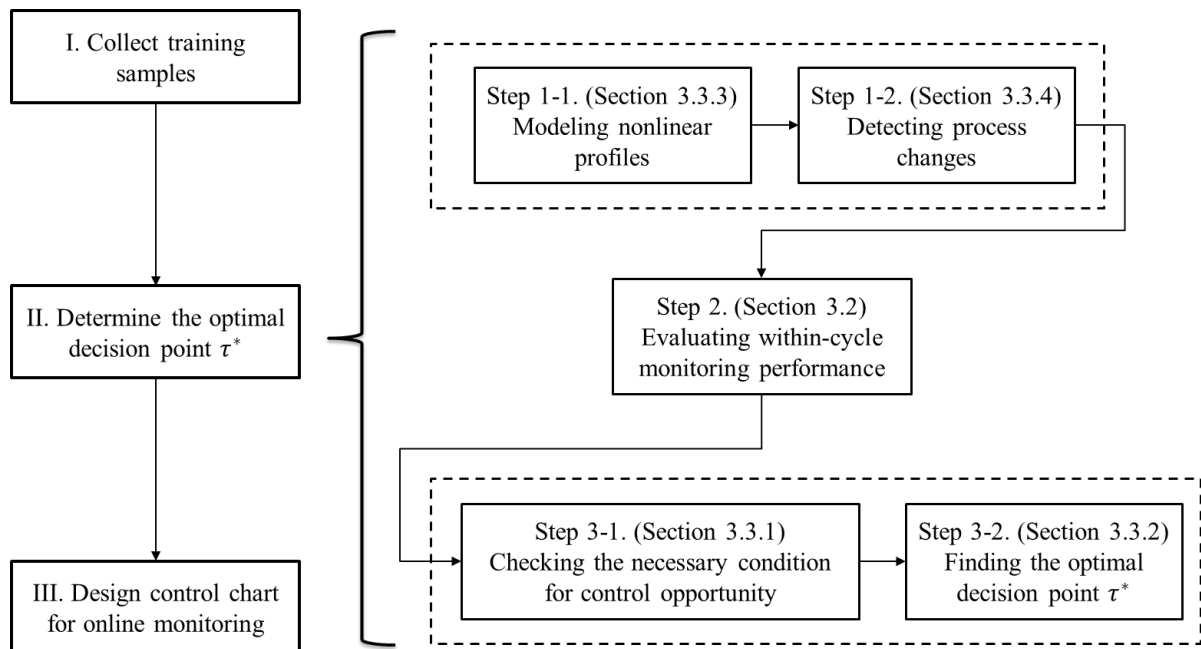 I. Collect training
samples
II. Determine the optimal
decision point τ*
III. Design control chart
for online monitoring
Step 1-1. (Section 3.3.3)
Modeling nonlinear
profiles
Step 1-2. (Section 3.3.4)
Detecting process
changes
Step 2. (Section 3.2)
Evaluating within-cycle
monitoring performance
Step 3-1. (Section 3.3.1)
Checking the necessary condition
for control opportunity
Step 3-2. (Section 3.3.2)
Finding the optimal
decision point τ*